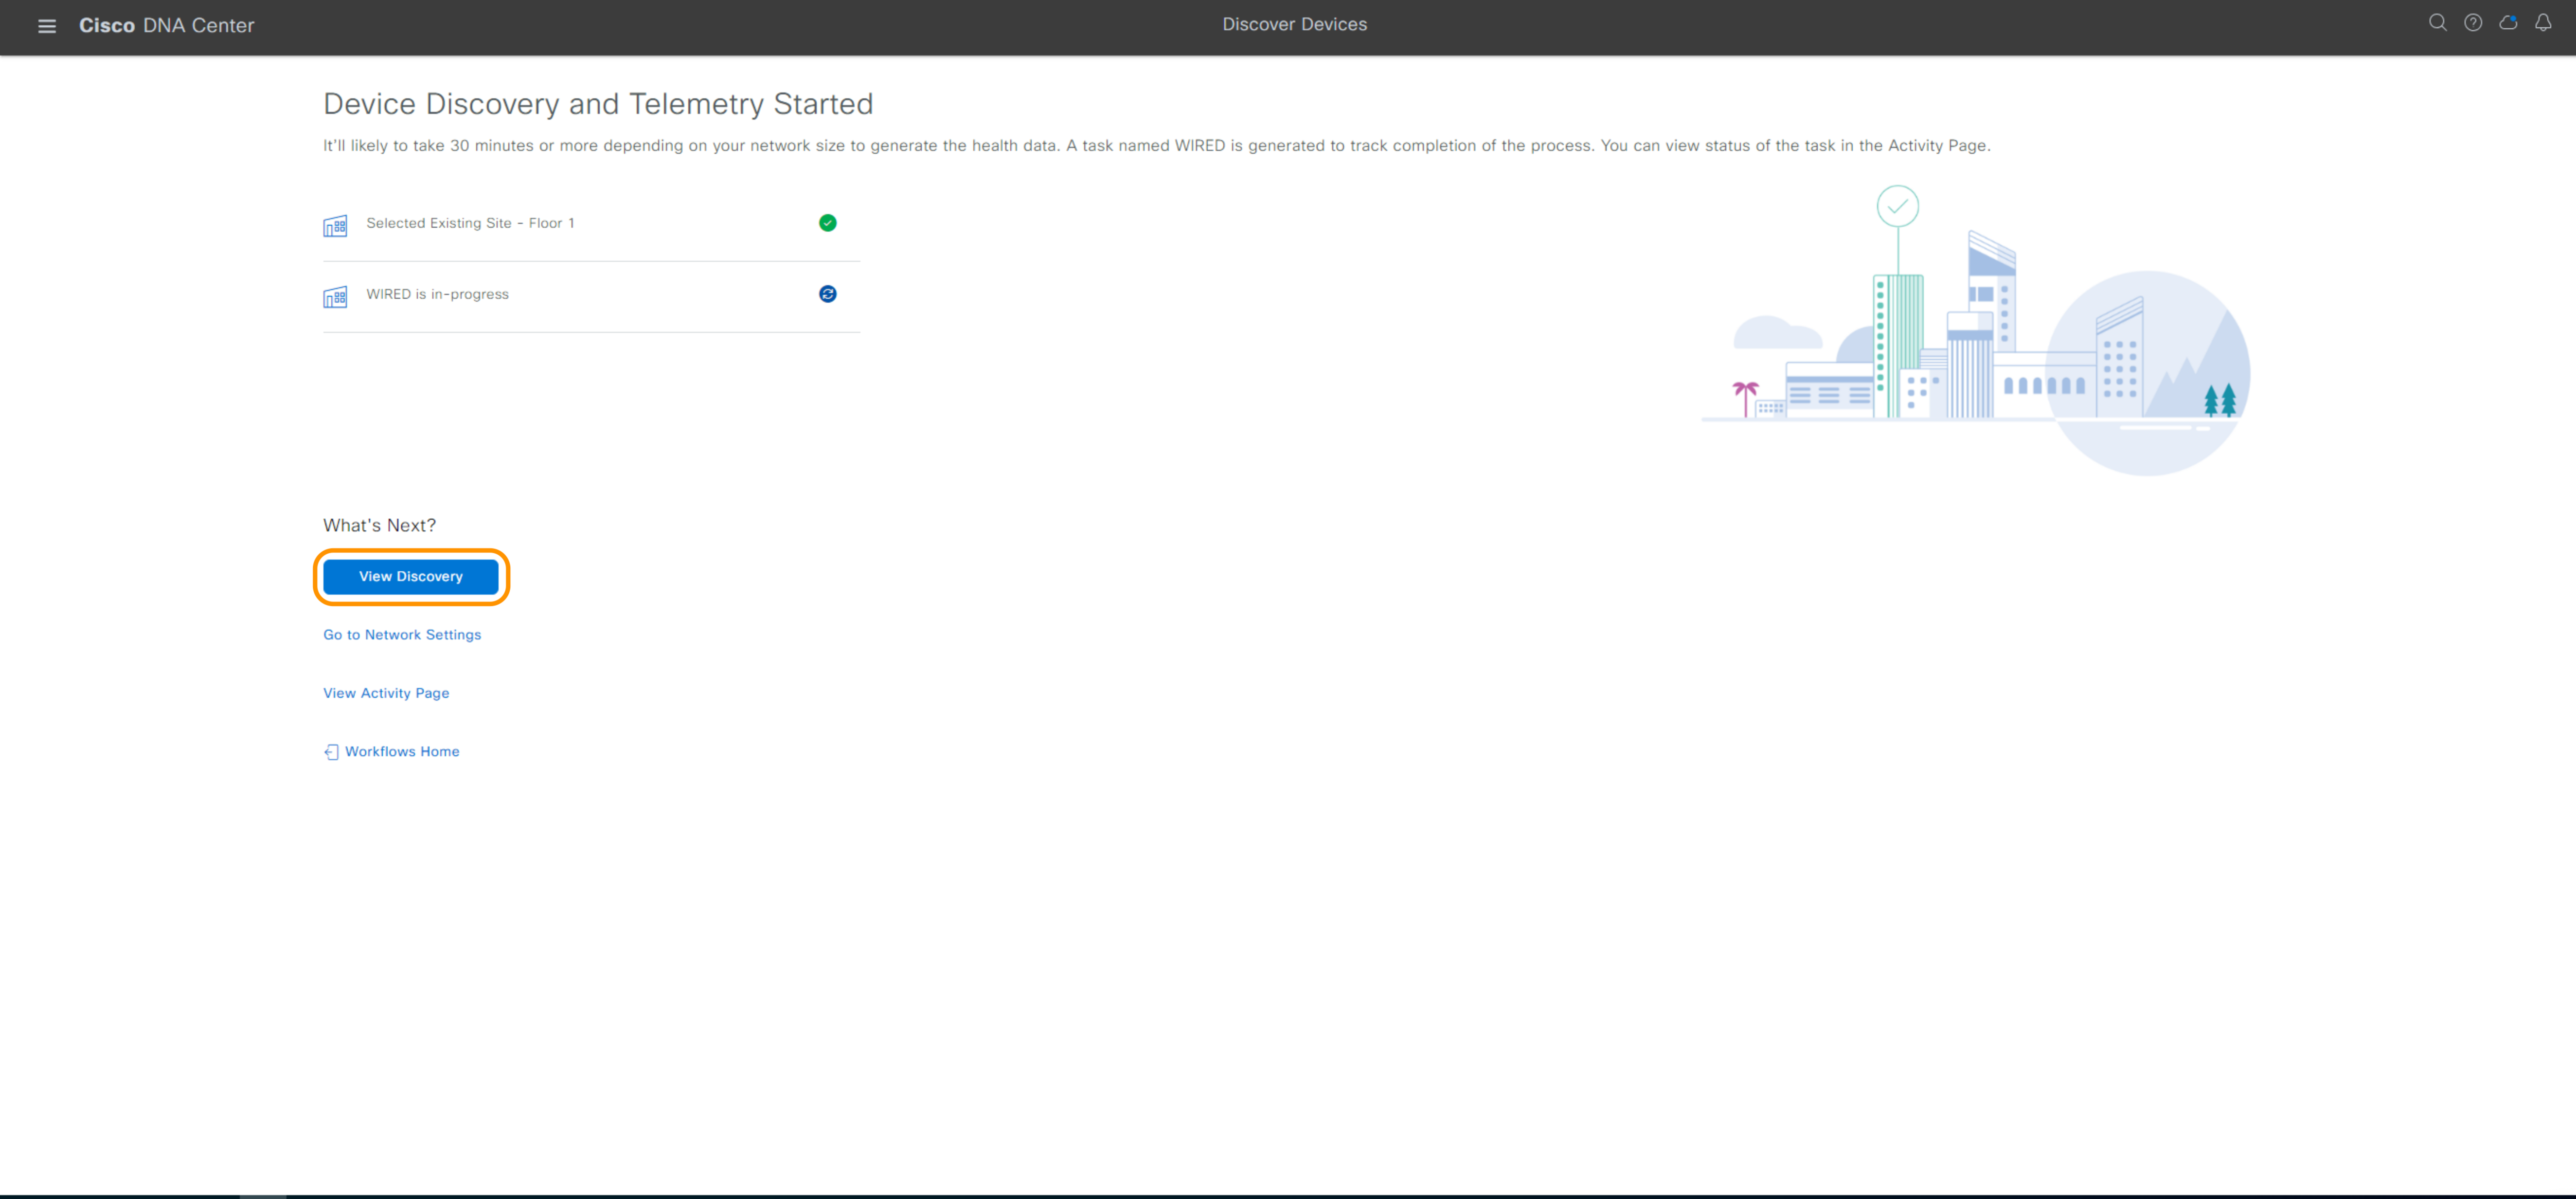 Cisco DNA Center
Discover Devices
Device Discovery and Telemetry Started
It'll likely to take 30 minutes or more depending on your network size to generate the health data. A task named WIRED is generated to track completion of the process. You can view status of the task in the Activity Page.
Selected Existing Site - Floor 1
WIRED is in-progress
What's Next?
View Discovery
Go to Network Settings
View Activity Page
Workflows Home